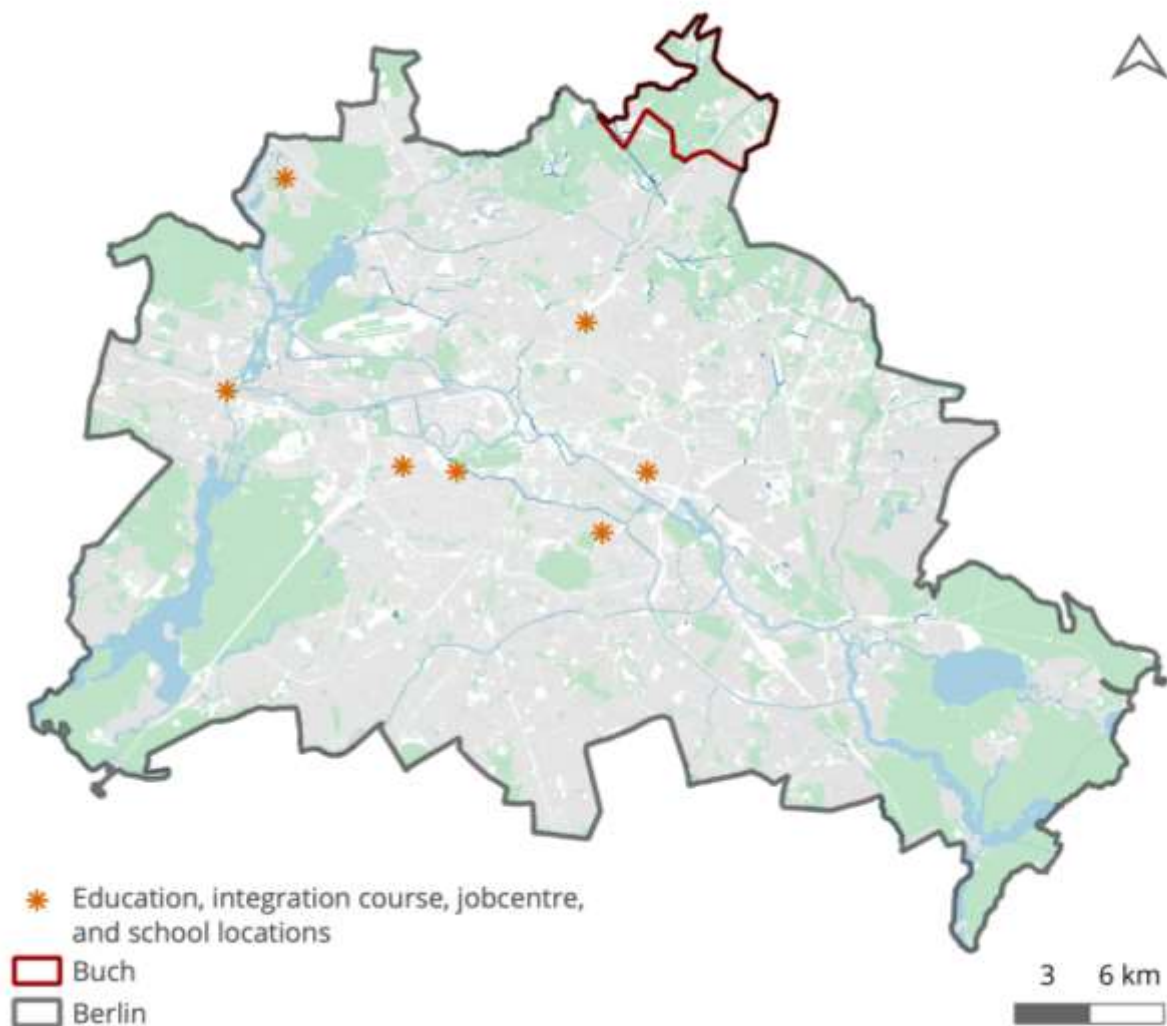 Education, integration course, jobcentre,
and school locations
Buch
Berlin
3 6 km